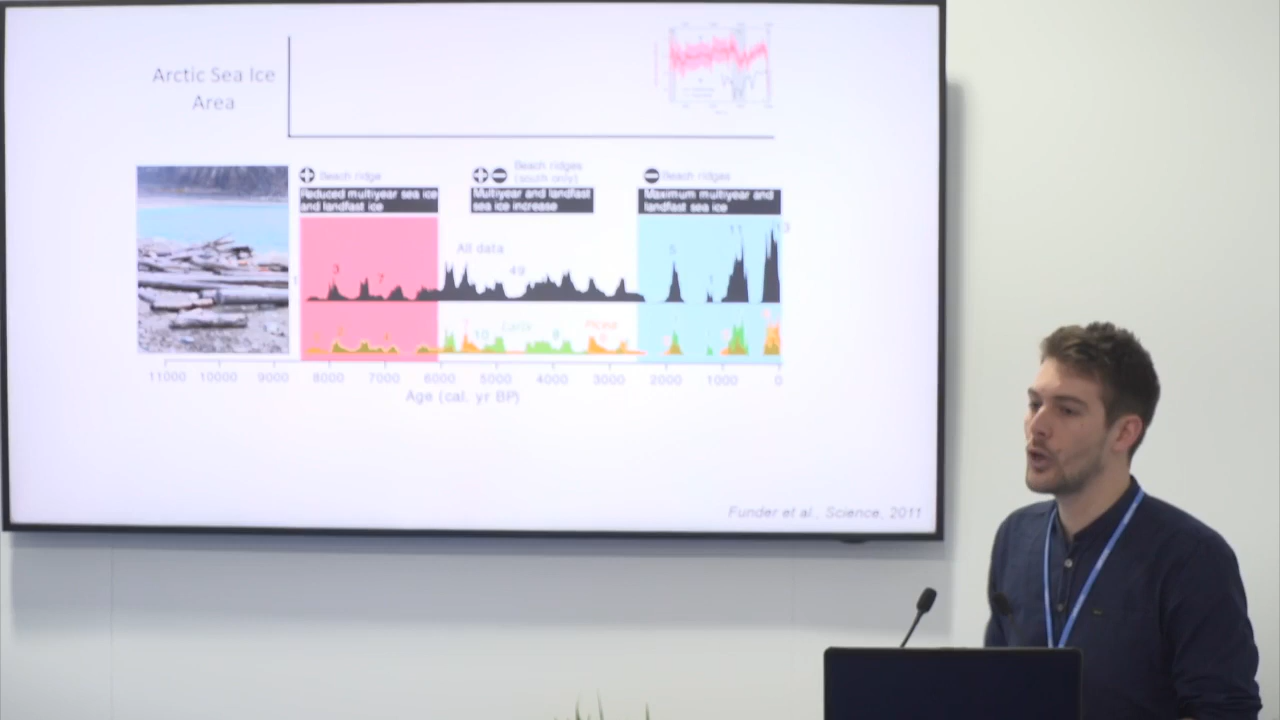 Arctic Sea Ice
Area
Beach ridge
Beach ridges
(south only)
Beach ridges
Reduced multiyear sea ice
and landfast ice
Multiyear and landfast
sea ice increase
Maximum multiyear and
landfast sea ice
All data
3
7
49
5
1
11
13
Larix
Picea
10
11000 10000 9000 8000 7000 6000 5000 4000 3000 2000 1000 0
Age (cal. yr BP)
Funder et al., Science, 2011